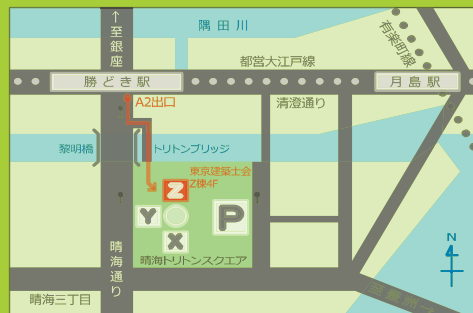 ↑至銀座
隅田川
有楽町線
都営大江戸線
勝どき駅
月島駅
A2出口
清澄通り
黎明橋
トリトンブリッジ
東京建築士会
Z棟4F
Z
Y
P
X
晴海トリトンスクエア
晴海通り
晴海三丁目
N
至豊洲